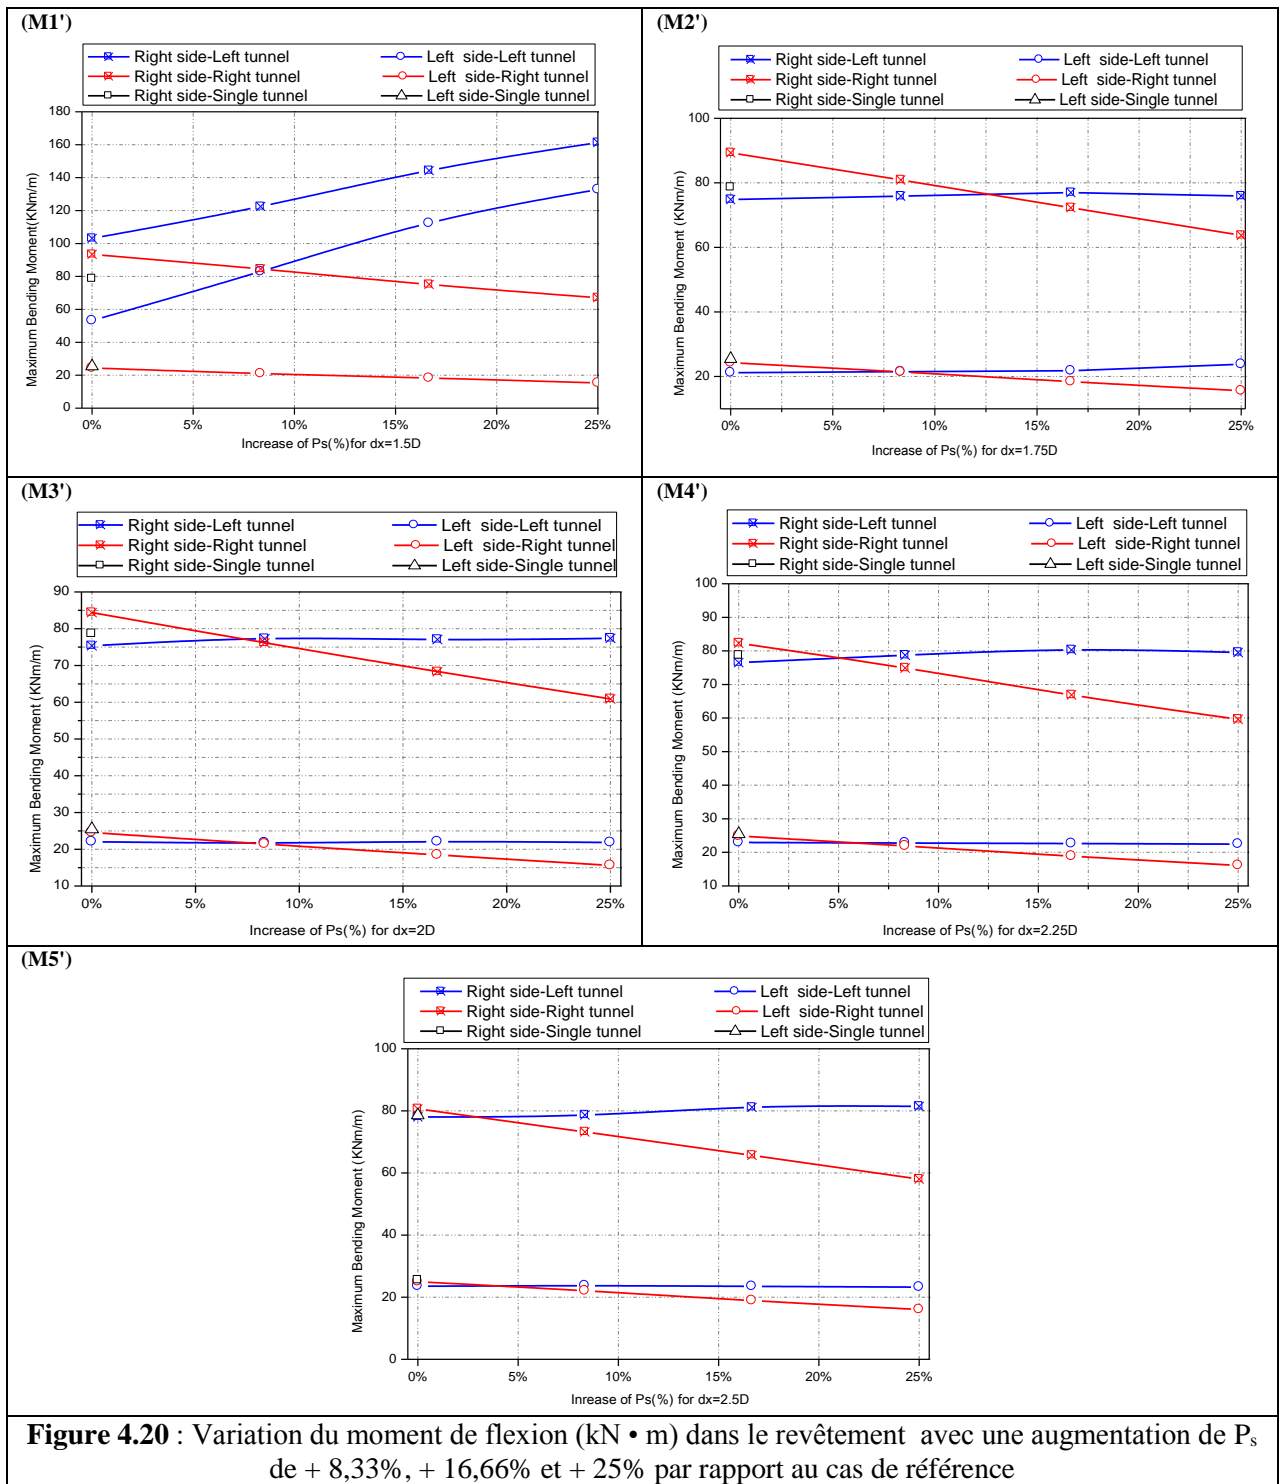 (M1')
Right side-Left tunnel
Left side-Left tunnel
Right side-Right tunnel
Left side-Right tunnel
Right side-Single tunnel
Left side-Single tunnel
Maximum Bending Moment(KNm/m)
180
160
140
120
100
80
60
40
20
0
0%
5%
10%
15%
20%
25%
Increase of Ps(%)for dx=1.5D
(M2')
Right side-Left tunnel
Left side-Left tunnel
Right side-Right tunnel
Left side-Right tunnel
Right side-Single tunnel
Left side-Single tunnel
Maximum Bending Moment (KNm/m)
100
80
60
40
20
0%
5%
10%
15%
20%
25%
Increase of Ps(%) for dx=1.75D
(M3')
Right side-Left tunnel
Left side-Left tunnel
Right side-Right tunnel
Left side-Right tunnel
Right side-Single tunnel
Left side-Single tunnel
Maximum Bending Moment (KNm/m)
90
80
70
60
50
40
30
20
10
0%
5%
10%
15%
20%
25%
Increase of Ps(%) for dx=2D
(M4')
Right side-Left tunnel
Left side-Left tunnel
Right side-Right tunnel
Left side-Right tunnel
Right side-Single tunnel
Left side-Single tunnel
Maximum Bending Moment (KNm/m)
100
90
80
70
60
50
40
30
20
10
0%
5%
10%
15%
20%
25%
Increase of Ps(%) for dx=2.25D
(M5')
Right side-Left tunnel
Left side-Left tunnel
Right side-Right tunnel
Left side-Right tunnel
Right side-Single tunnel
Left side-Single tunnel
Maximum Bending Moment (KNm/m)
100
80
60
40
20
0
0%
5%
10%
15%
20%
25%
Inrease of Ps(%) for dx=2.5D
Figure 4.20 : Variation du moment de flexion (kN • m) dans le revêtement avec une augmentation de Ps
de + 8,33%, + 16,66% et + 25% par rapport au cas de référence